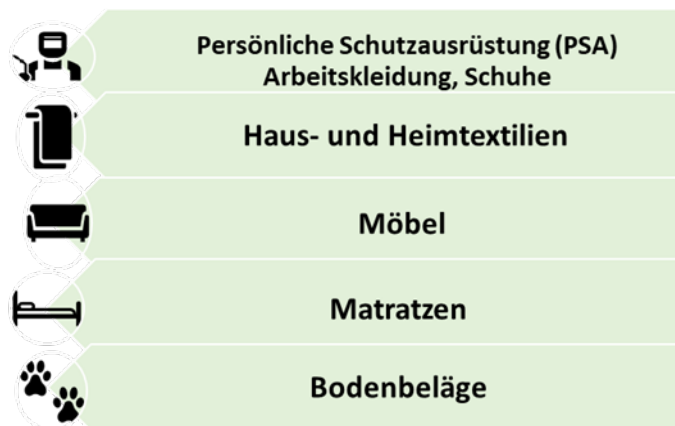 Persönliche Schutzausrüstung (PSA)
Arbeitskleidung, Schuhe
Haus- und Heimtextilien
Möbel
Matratzen
Bodenbeläge